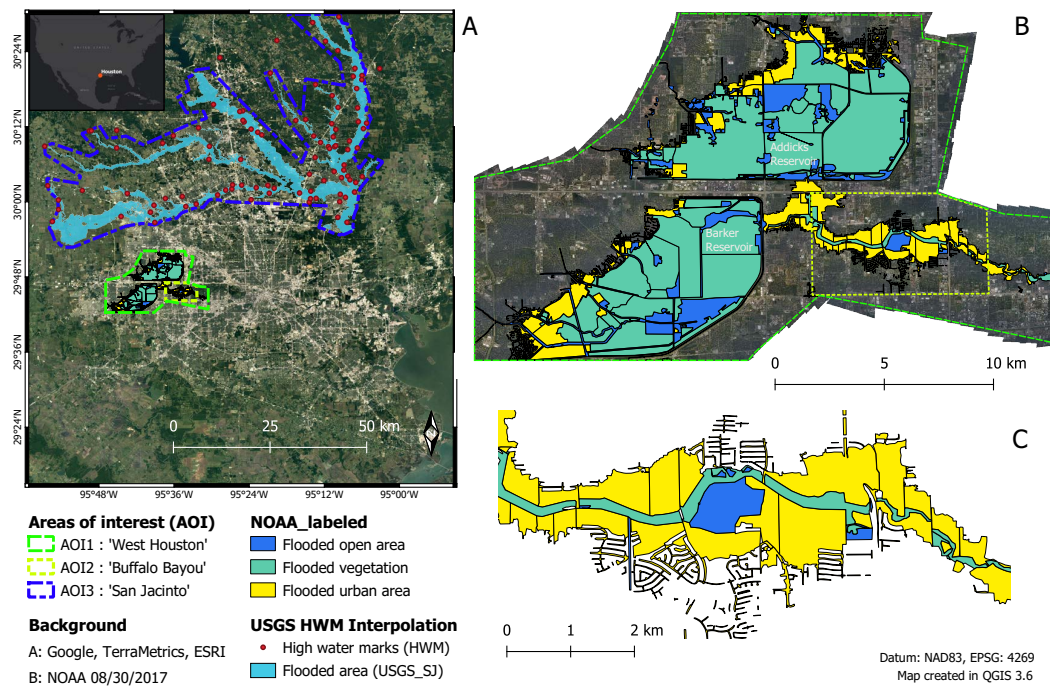 A
B
UNITED STATES
Houston
30°24'N
30°12'N
30°00'N
29°48'N
29°36'N
29°24'N
0 25 50 km
95°48'W 95°36'W 95°24'W 95°12'W 95°00'W
Addicks
Reservoir
Barker
Reservoir
0 5 10 km
C
0 1 2 km
Areas of interest (AOI)
AOI1 : 'West Houston'
AOI2 : 'Buffalo Bayou'
AOI3 : 'San Jacinto'
Background
A: Google, TerraMetrics, ESRI
B: NOAA 08/30/2017
NOAA_labeled
Flooded open area
Flooded vegetation
Flooded urban area
USGS HWM Interpolation
High water marks (HWM)
Flooded area (USGS_SJ)
Datum: NAD83, EPSG: 4269
Map created in QGIS 3.6